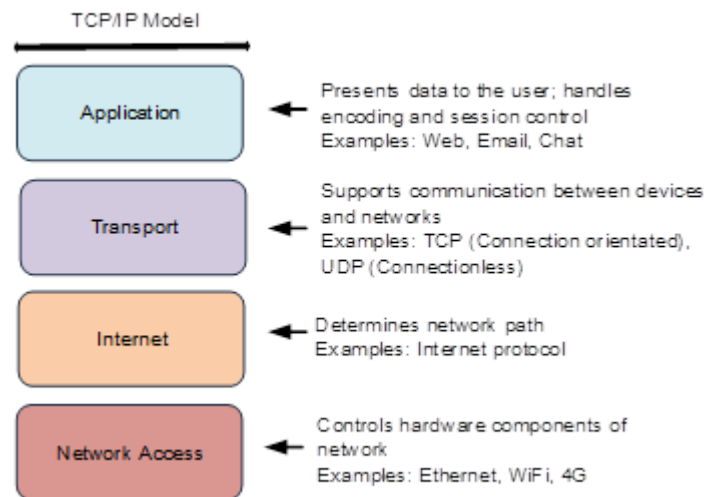 TCP/IP Model
Application
Presents data to the user; handles
encoding and session control
Examples: Web, Email, Chat
Transport
Supports communication between devices
and networks
Examples: TCP (Connection orientated),
UDP (Connectionless)
Internet
Determines network path
Examples: Internet protocol
Network Access
Controls hardware components of
network
Examples: Ethernet, WiFi, 4G